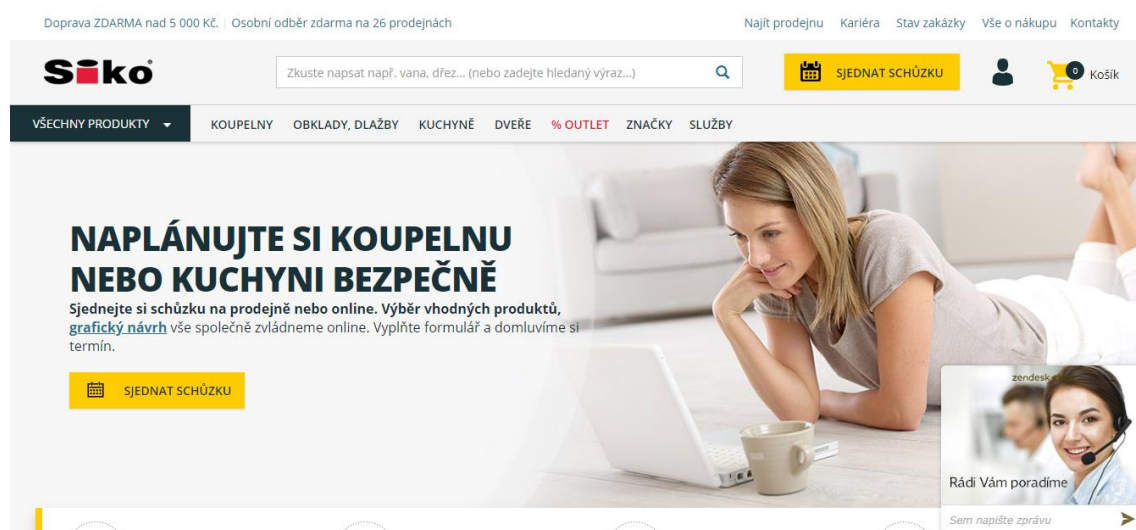 Doprava ZDARMA nad 5 000 Kč. Osobní odběr zdarma na 26 prodejnách Najít prodejnu Kariéra Stav zakázky Vše o nákupu Kontakty
Siko Zkuste napsat např. vana, dřez... (nebo zadejte hledaný výraz...) SJEDNAT SCHŮZKU 0 Košík
VŠECHNY PRODUKTY KOUPELNY OBKLADY, DLAŽBY KUCHYNĚ DVEŘE % OUTLET ZNAČKY SLUŽBY
NAPLÁNUJTE SI KOUPELNU
NEBO KUCHYNI BEZPEČNĚ
Sjednejte si schůzku na prodejně nebo online. Výběr vhodných produktů,
grafický návrh vše společně zvládneme online. Vyplňte formulář a domluvíme si
termín.
SJEDNAT SCHŮZKU
zendesk
Rádi Vám poradíme
Sem napište zprávu